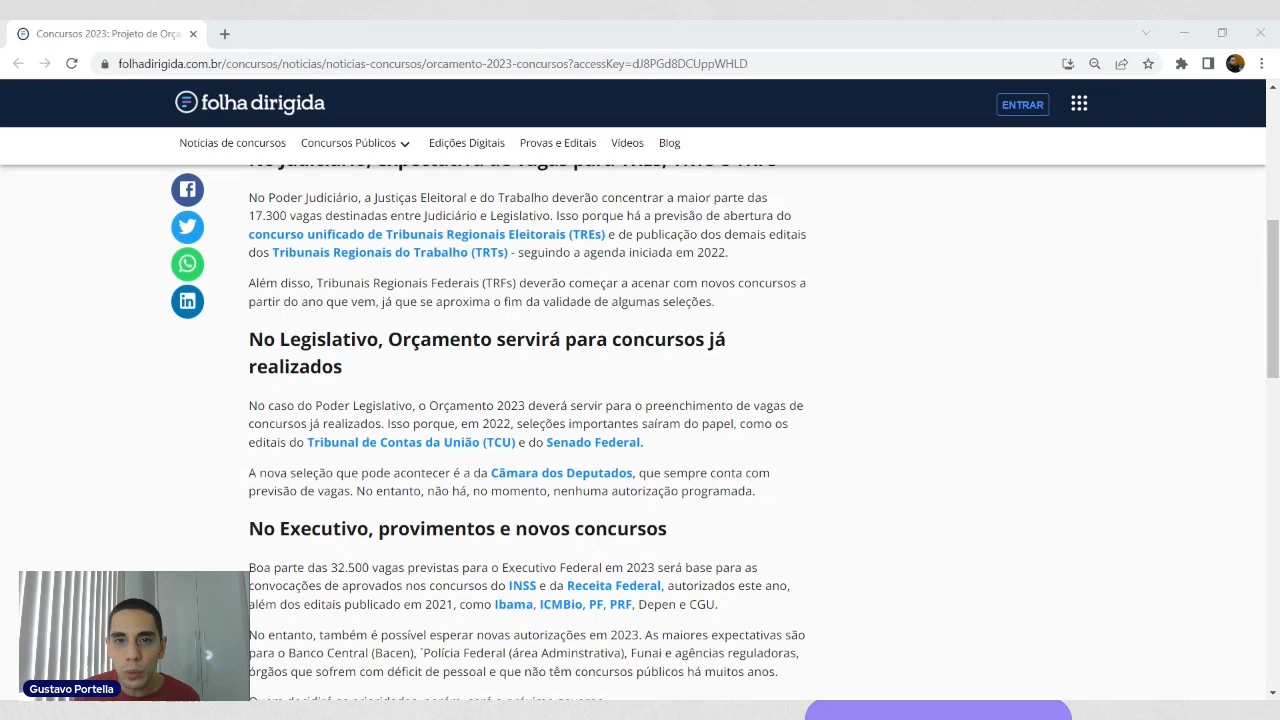 Concursos 2023: Projeto de Orça
folhadirigida.com.br/concursos/noticias/noticias-concursos/orcamento-2023-concursos?accessKey=dJ8PGd8DCUppWHLD
folha dirigida
ENTRAR
Notícias de concursos Concursos Públicos Edições Digitais Provas e Editais Vídeos Blog
No Judiciário, expectativa de vagas para TREs, TRTs e TRFs
No Poder Judiciário, a Justiças Eleitoral e do Trabalho deverão concentrar a maior parte das
17.300 vagas destinadas entre Judiciário e Legislativo. Isso porque há a previsão de abertura do
concurso unificado de Tribunais Regionais Eleitorais (TREs) e de publicação dos demais editais
dos Tribunais Regionais do Trabalho (TRTs) - seguindo a agenda iniciada em 2022.
Além disso, Tribunais Regionais Federais (TRFs) deverão começar a acenar com novos concursos a
partir do ano que vem, já que se aproxima o fim da validade de algumas seleções.
No Legislativo, Orçamento servirá para concursos já
realizados
No caso do Poder Legislativo, o Orçamento 2023 deverá servir para o preenchimento de vagas de
concursos já realizados. Isso porque, em 2022, seleções importantes saíram do papel, como os
editais do Tribunal de Contas da União (TCU) e do Senado Federal.
A nova seleção que pode acontecer é a da Câmara dos Deputados, que sempre conta com
previsão de vagas. No entanto, não há, no momento, nenhuma autorização programada.
No Executivo, provimentos e novos concursos
Boa parte das 32.500 vagas previstas para o Executivo Federal em 2023 será base para as
convocações de aprovados nos concursos do INSS e da Receita Federal, autorizados este ano,
além dos editais publicado em 2021, como Ibama, ICMBio, PF, PRF, Depen e CGU.
No entanto, também é possível esperar novas autorizações em 2023. As maiores expectativas são
para o Banco Central (Bacen), ´Polícia Federal (área Adminstrativa), Funai e agências reguladoras,
órgãos que sofrem com déficit de pessoal e que não têm concursos públicos há muitos anos.
Gustavo Portella